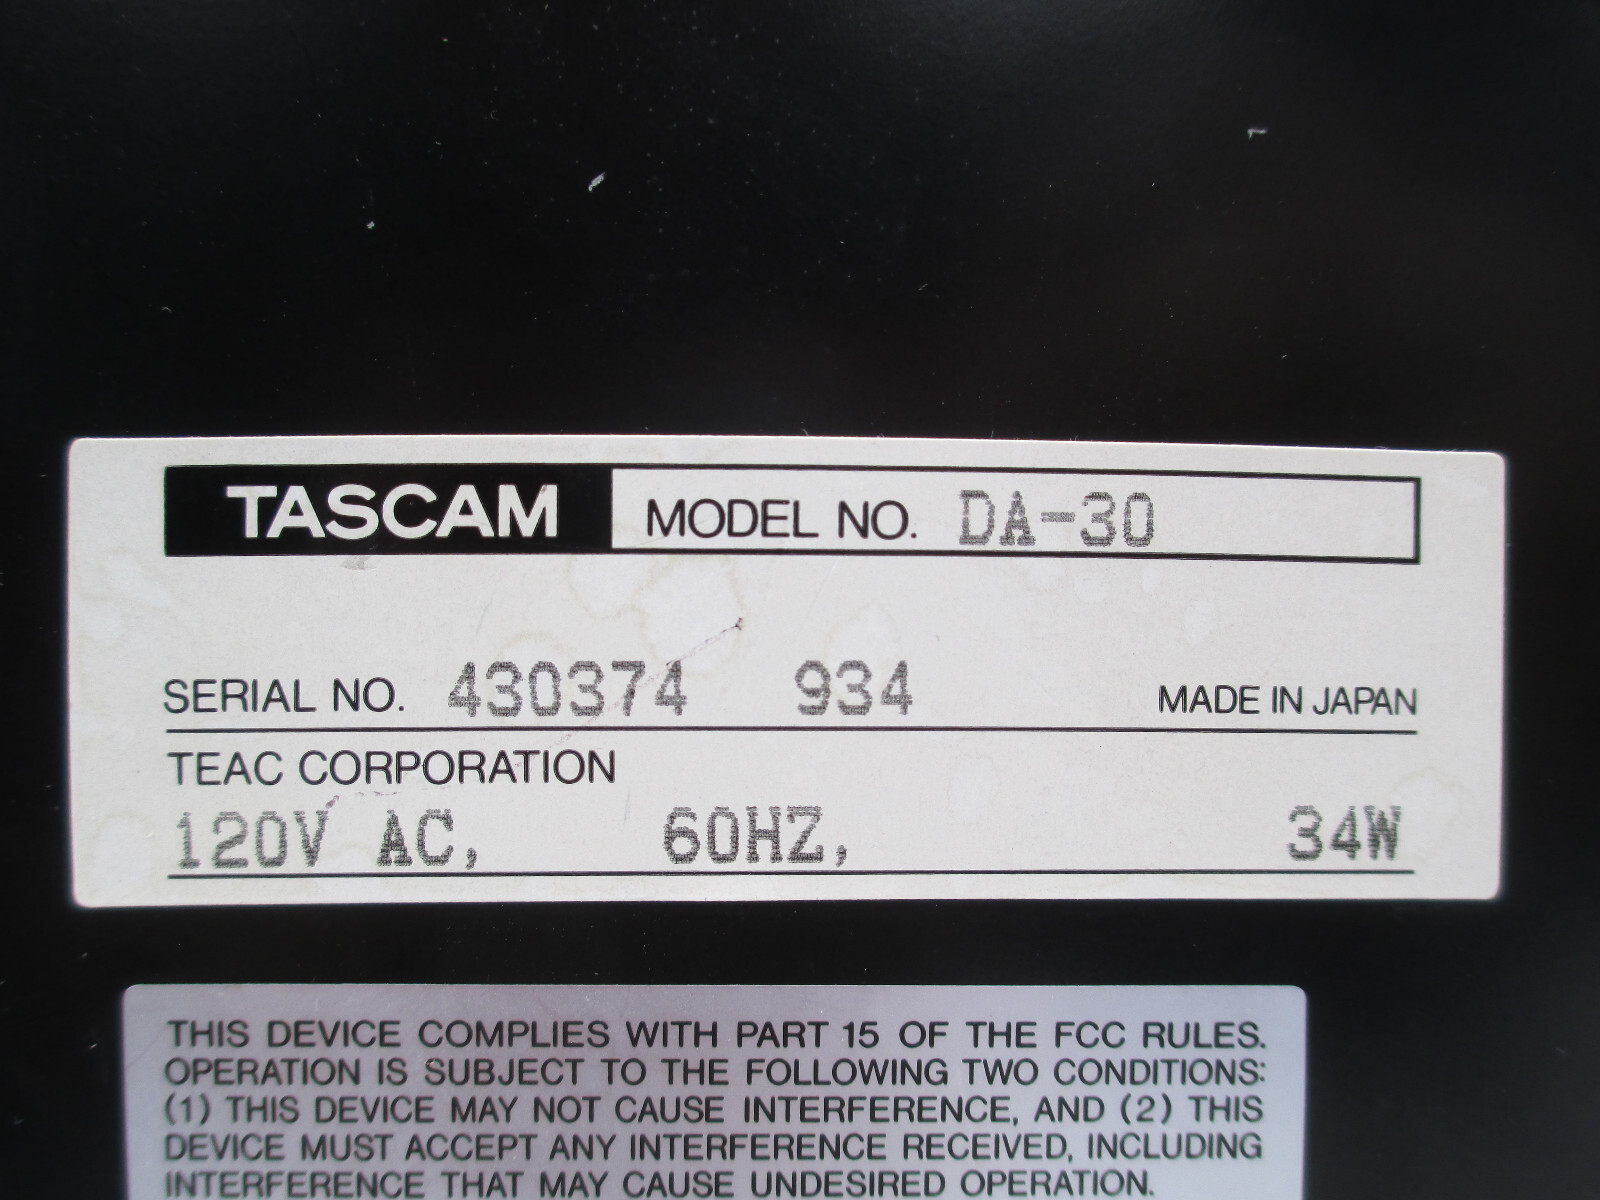 TASCAM MODEL NO. DA-30
SERIAL NO. 430374 934 MADE IN JAPAN
TEAC CORPORATION
120V AC, 60HZ, 34W
THIS DEVICE COMPLIES WITH PART 15 OF THE FCC RULES.
OPERATION IS SUBJECT TO THE FOLLOWING TWO CONDITIONS:
(1) THIS DEVICE MAY NOT CAUSE INTERFERENCE, AND (2) THIS
DEVICE MUST ACCEPT ANY INTERFERENCE RECEIVED, INCLUDING
INTERFERENCE THAT MAY CAUSE UNDESIRED OPERATION.